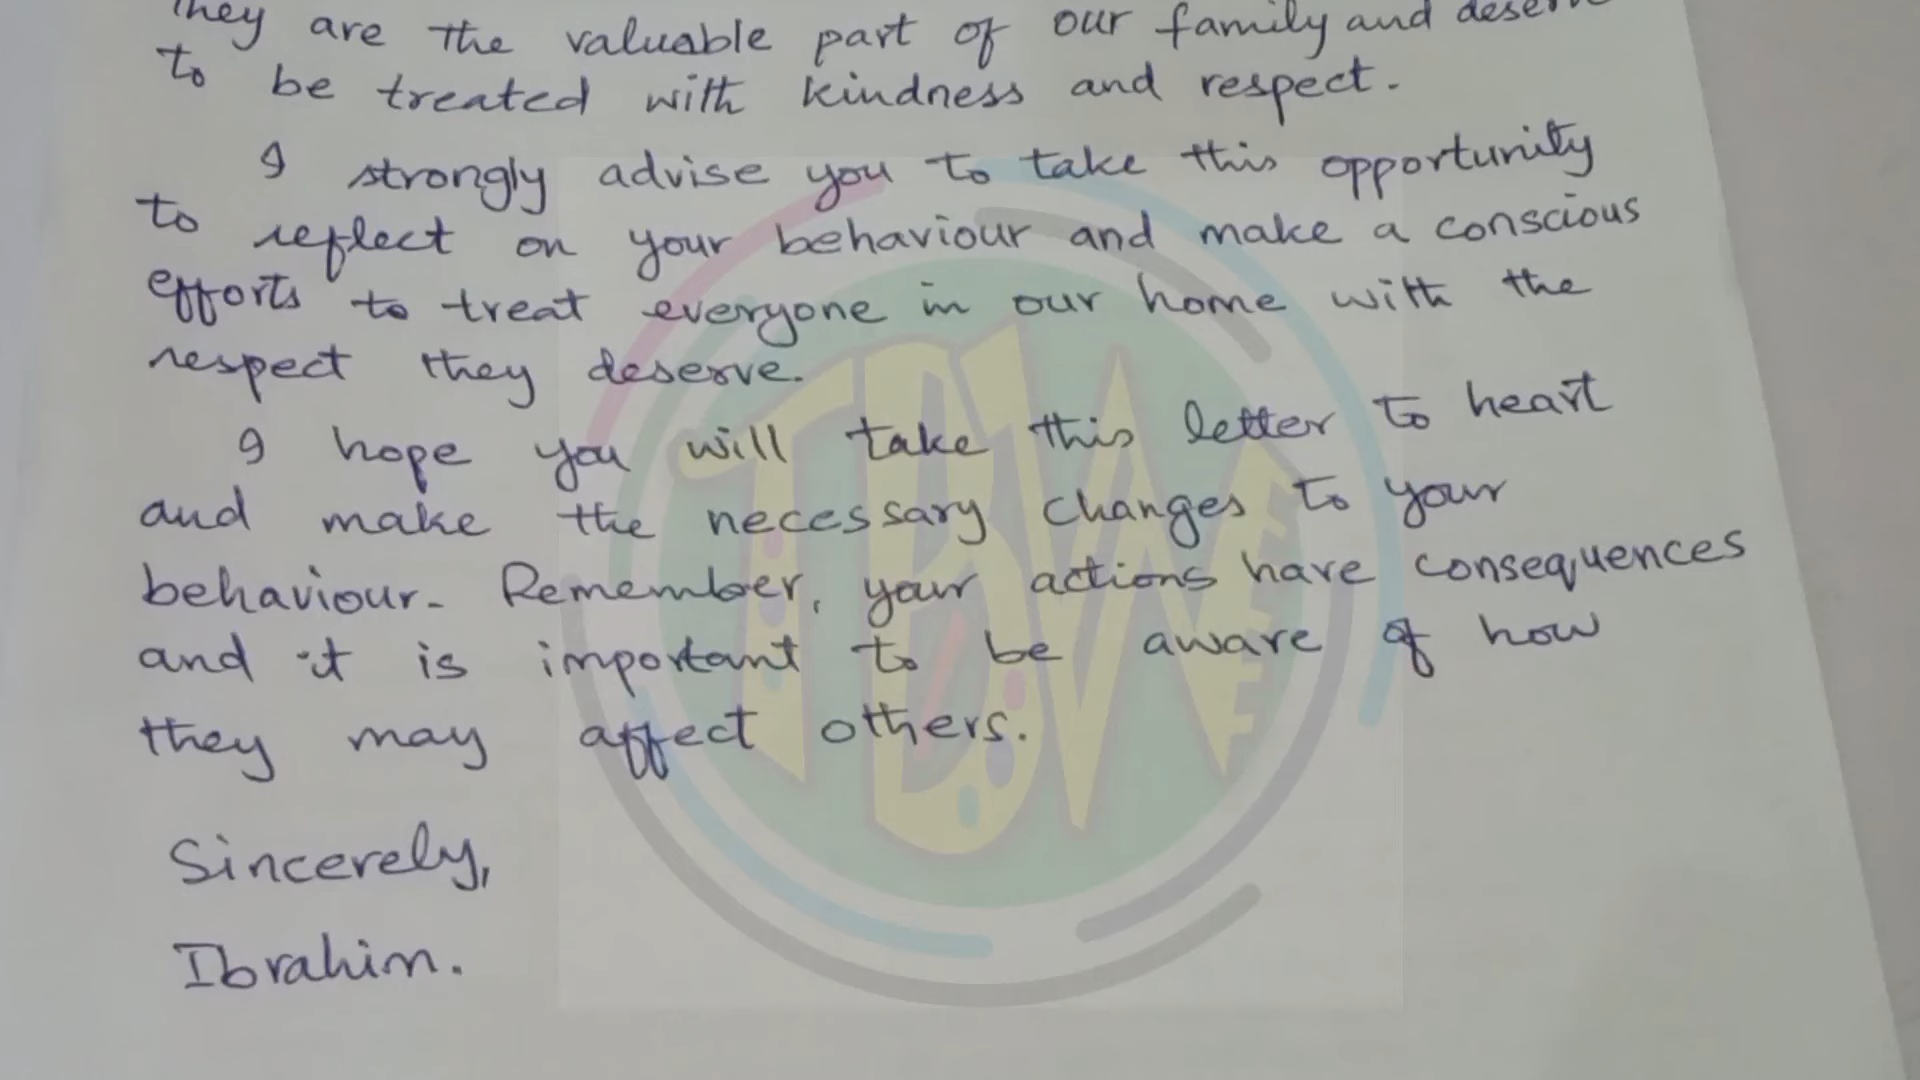 They are the valuable part of our family and deserve
to be treated with kindness and respect.
I strongly advise you to take this opportunity
to reflect on your behaviour and make a conscious
efforts to treat everyone in our home with the
respect they deserve.
I hope you will take this letter to heart
and make the necessary changes to your
behaviour. Remember, your actions have consequences
and it is important to be aware of how
they may affect others.
Sincerely,
Ibrahim.
TBW